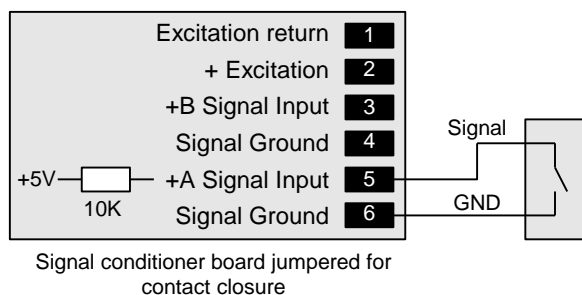 Excitation return 1
+ Excitation 2
+B Signal Input 3
Signal Ground 4
Signal
+5V 10K +A Signal Input 5
Signal Ground 6
GND
Signal conditioner board jumpered for
contact closure